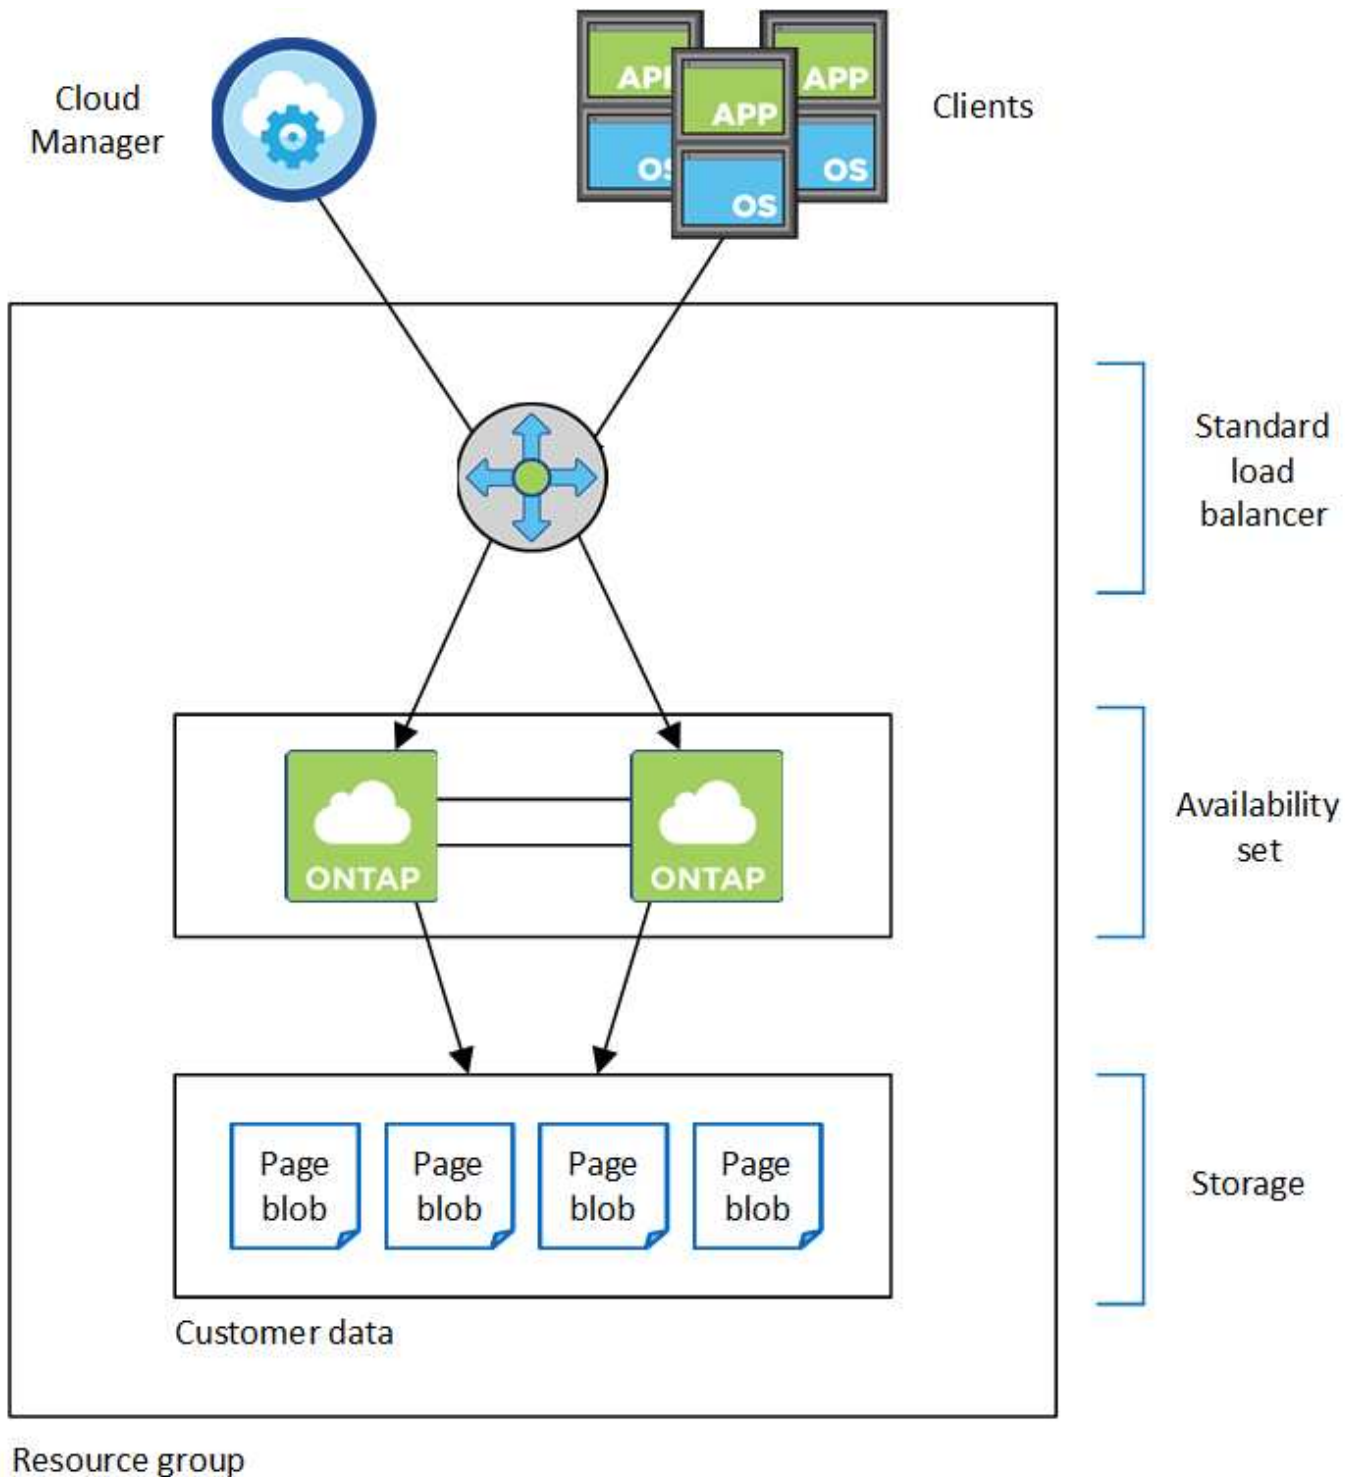 Cloud
Manager
APP
OS
APP
OS
APP
OS
Clients
Standard
load
balancer
ONTAP
ONTAP
Availability
set
Page
blob
Page
blob
Page
blob
Page
blob
Storage
Customer data
Resource group